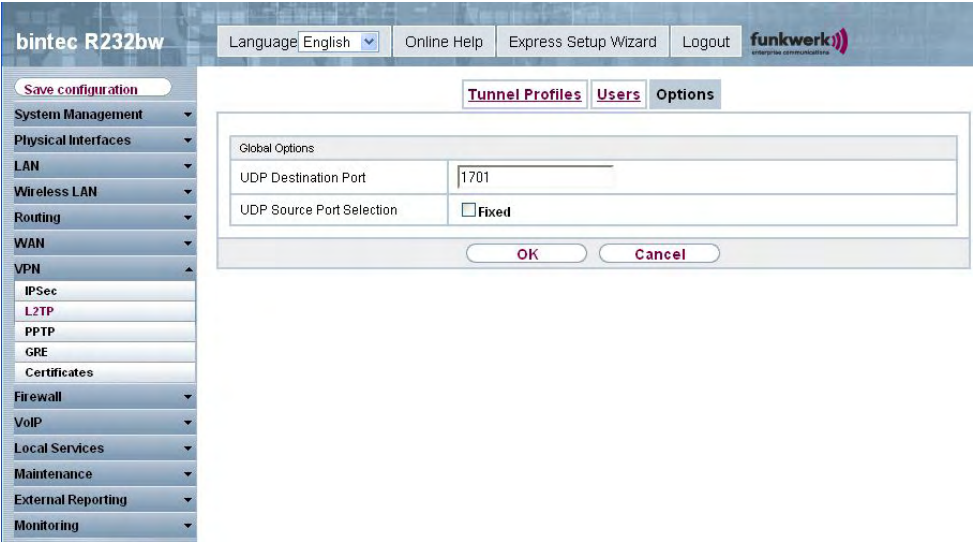 bintec R232bw
Language English Online Help Express Setup Wizard Logout funkwerk
enterprise communications
Save configuration
System Management
Physical Interfaces
LAN
Wireless LAN
Routing
WAN
VPN
IPSec
L2TP
PPTP
GRE
Certificates
Firewall
VoIP
Local Services
Maintenance
External Reporting
Monitoring
Tunnel Profiles Users Options
Global Options
UDP Destination Port 1701
UDP Source Port Selection Fixed
OK Cancel